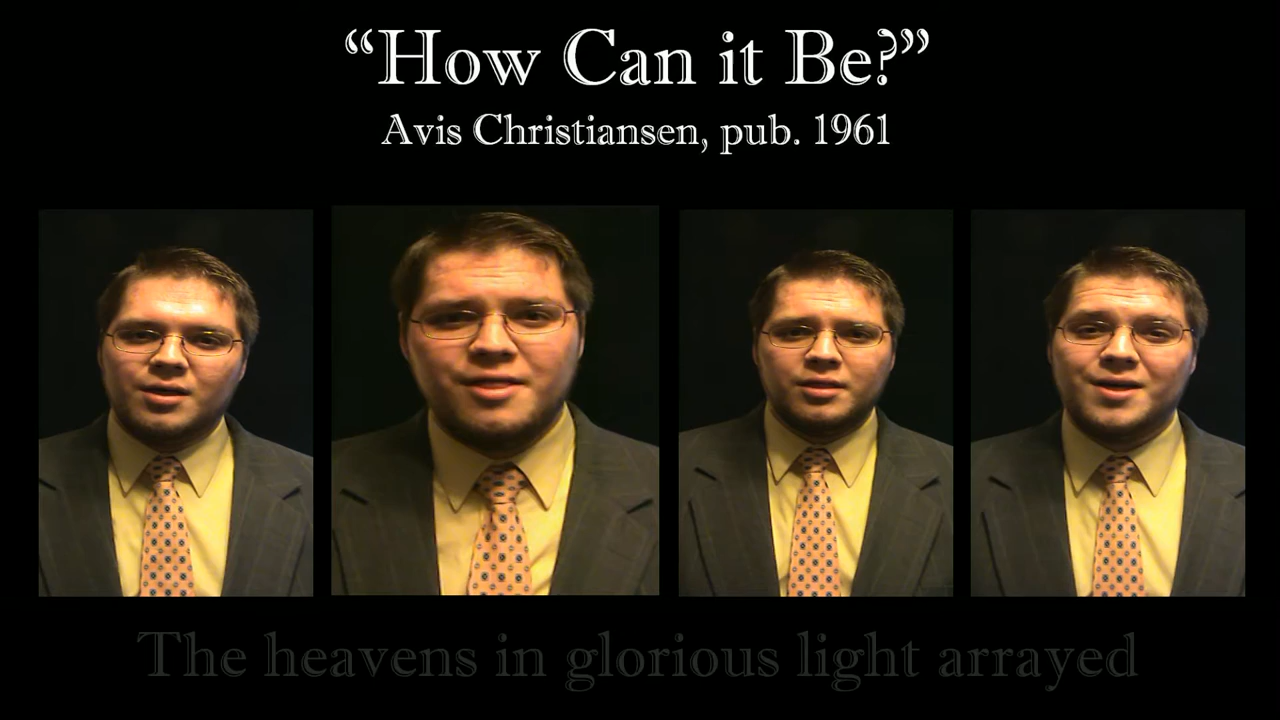 “How Can it Be?”
Avis Christiansen, pub. 1961
The heavens in glorious light arrayed